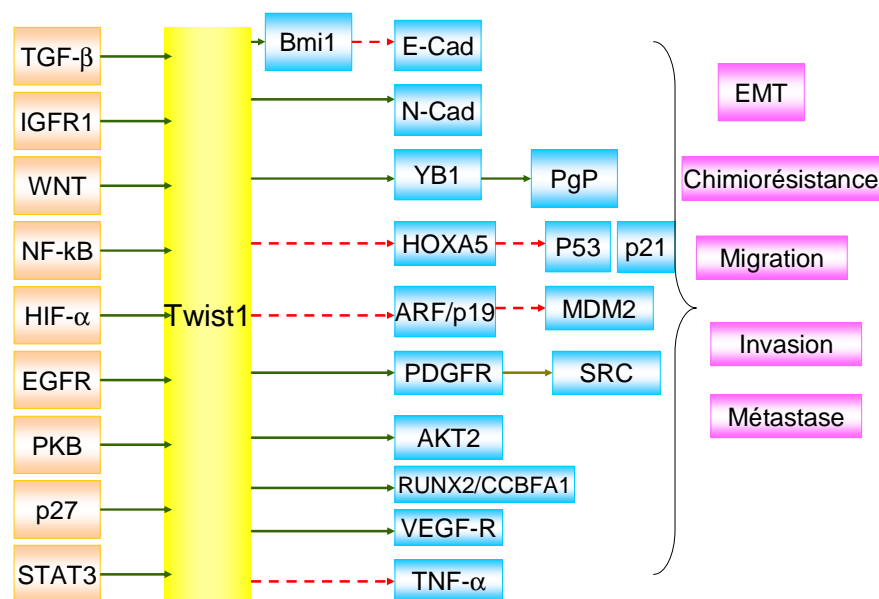 TGF-β
IGFR1
WNT
NF-kB
HIF-α
EGFR
PKB
p27
STAT3
Twist1
Bmi1
E-Cad
N-Cad
YB1
PgP
HOXA5
P53
p21
ARF/p19
MDM2
PDGFR
SRC
AKT2
RUNX2/CCBFA1
VEGF-R
TNF-α
EMT
Chimiorésistance
Migration
Invasion
Métastase